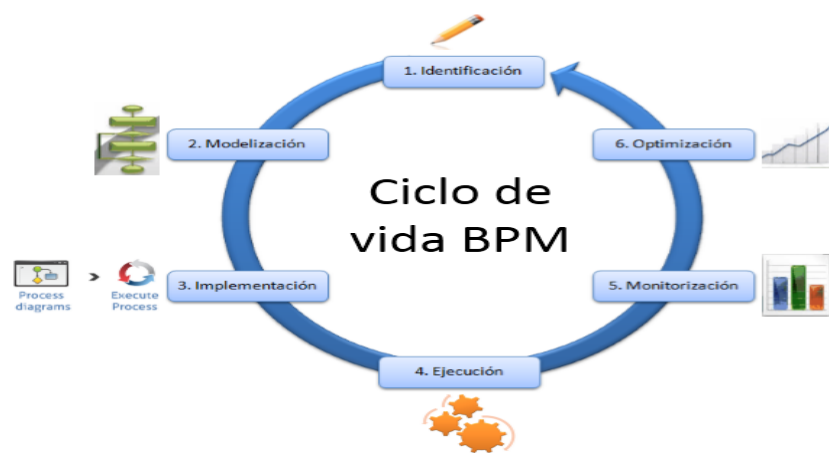 1. Identificación
2. Modelización
6. Optimización
Ciclo de
vida BPM
Process
diagrams
Execute
Process
3. Implementación
5. Monitorización
4. Ejecución